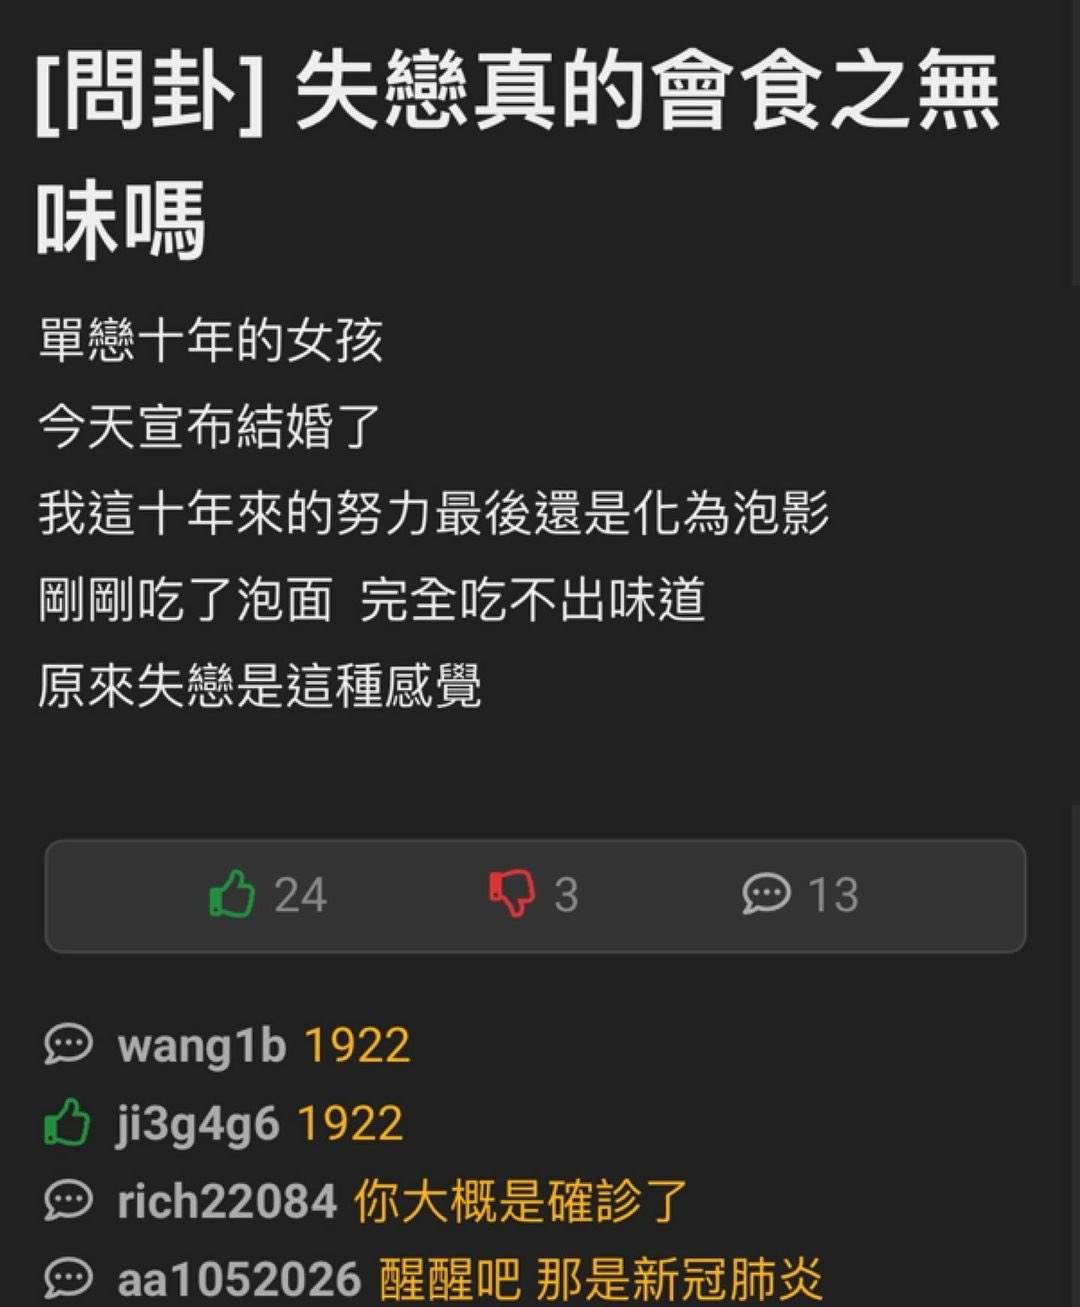 [問卦] 失戀真的會食之無
味嗎
單戀十年的女孩
今天宣布結婚了
我這十年來的努力最後還是化為泡影
剛剛吃了泡面 完全吃不出味道
原來失戀是這種感覺
24 3 13
wang1b 1922
ji3g4g6 1922
rich22084 你大概是確診了
aa1052026 醒醒吧 那是新冠肺炎